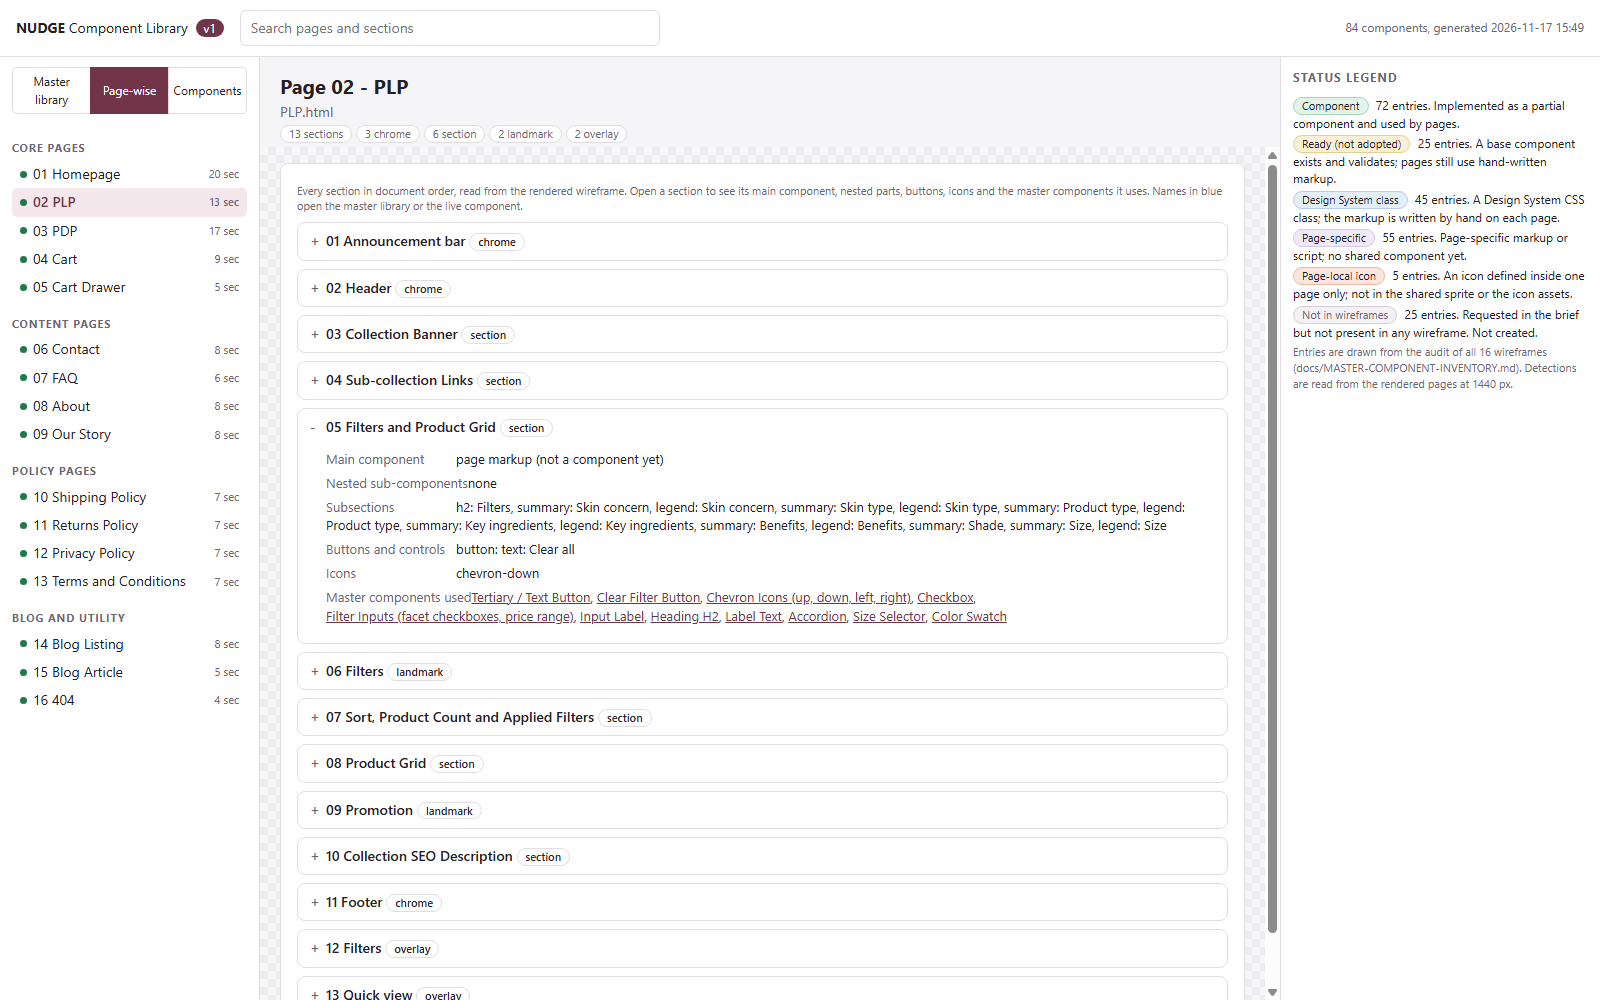 NUDGE Component Library v1
Search pages and sections
84 components, generated 2026-11-17 15:49
Master library
Page-wise
Components
CORE PAGES
01 Homepage 20 sec
02 PLP 13 sec
03 PDP 17 sec
04 Cart 9 sec
05 Cart Drawer 5 sec
CONTENT PAGES
06 Contact 8 sec
07 FAQ 6 sec
08 About 8 sec
09 Our Story 8 sec
POLICY PAGES
10 Shipping Policy 7 sec
11 Returns Policy 7 sec
12 Privacy Policy 7 sec
13 Terms and Conditions 7 sec
BLOG AND UTILITY
14 Blog Listing 8 sec
15 Blog Article 5 sec
16 404 4 sec
Page 02 - PLP
PLP.html
13 sections 3 chrome 6 section 2 landmark 2 overlay
Every section in document order, read from the rendered wireframe. Open a section to see its main component, nested parts, buttons, icons and the master components it uses. Names in blue
open the master library or the live component.
+ 01 Announcement bar chrome
+ 02 Header chrome
+ 03 Collection Banner section
+ 04 Sub-collection Links section
- 05 Filters and Product Grid section
Main component page markup (not a component yet)
Nested sub-components none
Subsections h2: Filters, summary: Skin concern, legend: Skin concern, summary: Skin type, legend: Skin type, summary: Product type, legend:
Product type, summary: Key ingredients, legend: Key ingredients, summary: Benefits, legend: Benefits, summary: Shade, summary: Size, legend: Size
Buttons and controls button: text: Clear all
Icons chevron-down
Master components used Tertiary / Text Button, Clear Filter Button, Chevron Icons (up, down, left, right), Checkbox,
Filter Inputs (facet checkboxes, price range), Input Label, Heading H2, Label Text, Accordion, Size Selector, Color Swatch
+ 06 Filters landmark
+ 07 Sort, Product Count and Applied Filters section
+ 08 Product Grid section
+ 09 Promotion landmark
+ 10 Collection SEO Description section
+ 11 Footer chrome
+ 12 Filters overlay
+ 13 Quick view overlay
STATUS LEGEND
Component 72 entries. Implemented as a partial
component and used by pages.
Ready (not adopted) 25 entries. A base component
exists and validates; pages still use hand-written
markup.
Design System class 45 entries. A Design System CSS
class; the markup is written by hand on each page.
Page-specific 55 entries. Page-specific markup or
script; no shared component yet.
Page-local icon 5 entries. An icon defined inside one
page only; not in the shared sprite or the icon assets.
Not in wireframes 25 entries. Requested in the brief
but not present in any wireframe. Not created.
Entries are drawn from the audit of all 16 wireframes
(docs/MASTER-COMPONENT-INVENTORY.md). Detections
are read from the rendered pages at 1440 px.